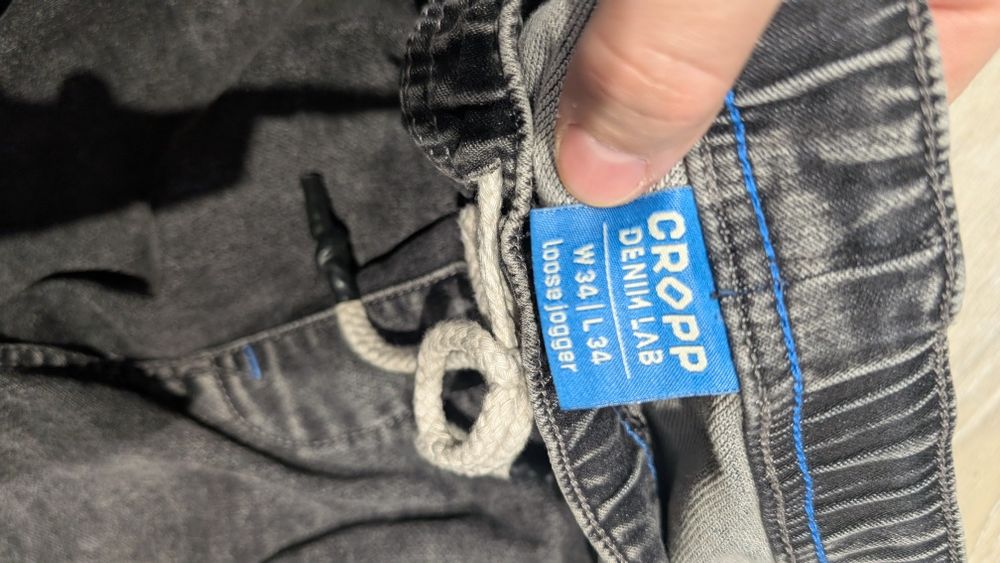 CROPP
DENIM LAB
W 34 | L 34
loose jogger